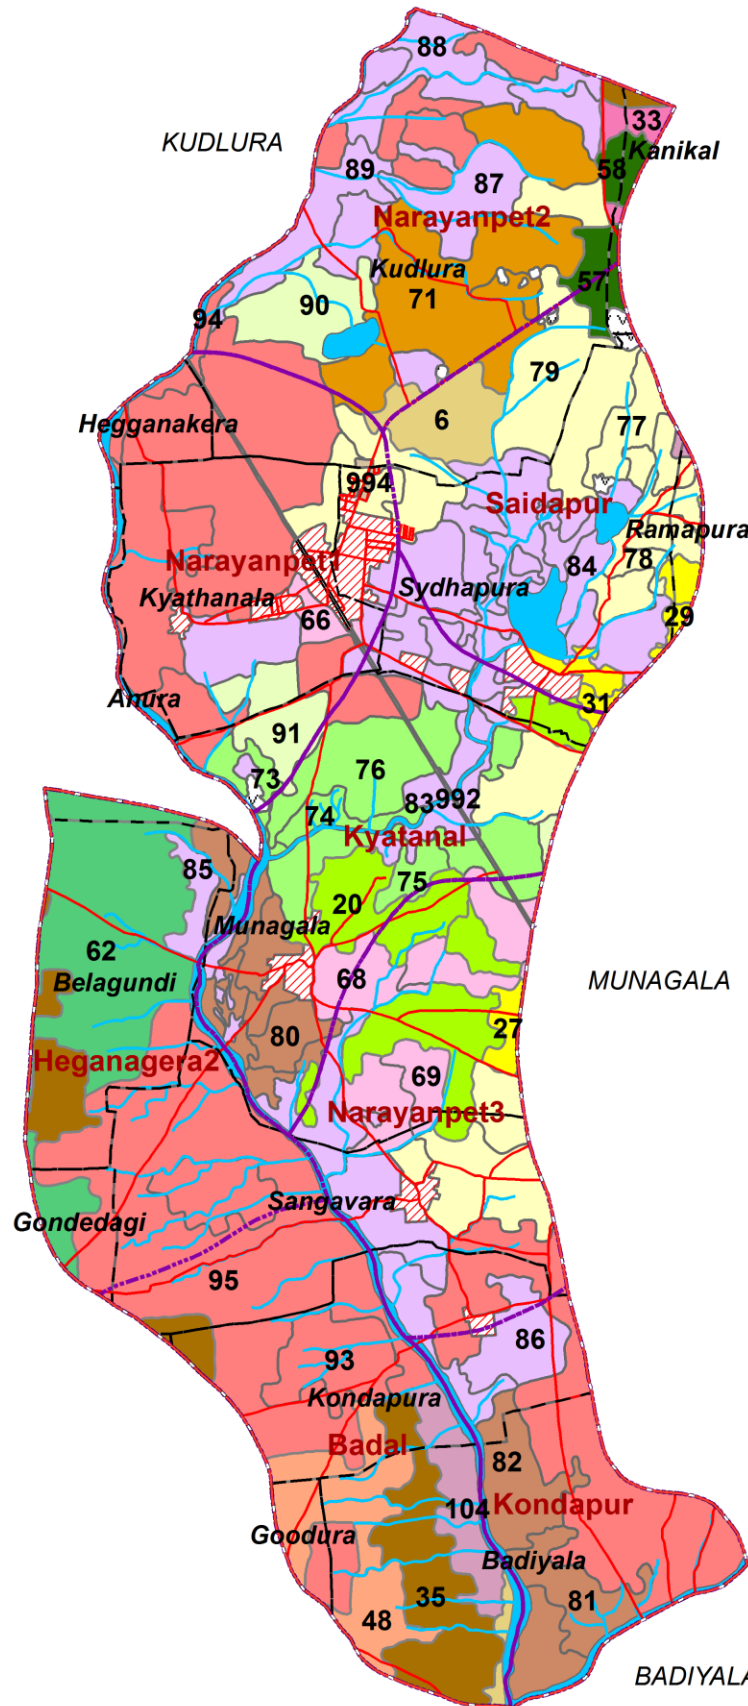 88
33
KUDLURA
Kanikal
89
58
87
Narayanpet2
Kudlura
57
90
71
94
79
6
Hegganakera
77
994
Saidapur
Ramapura
Narayanpet1
78
84
Sydhapura
Kyathanala
29
66
Anura
31
91
76
73
83
992
74
Kyatanal
85
75
20
Munagala
62
68
Belagundi
MUNAGALA
27
80
Heganagera2
69
Narayanpet3
Sangavara
Gondedagi
95
86
93
Kondapura
Badal
82
104
Kondapur
Goodura
Badiyala
35
81
48
BADIYALA